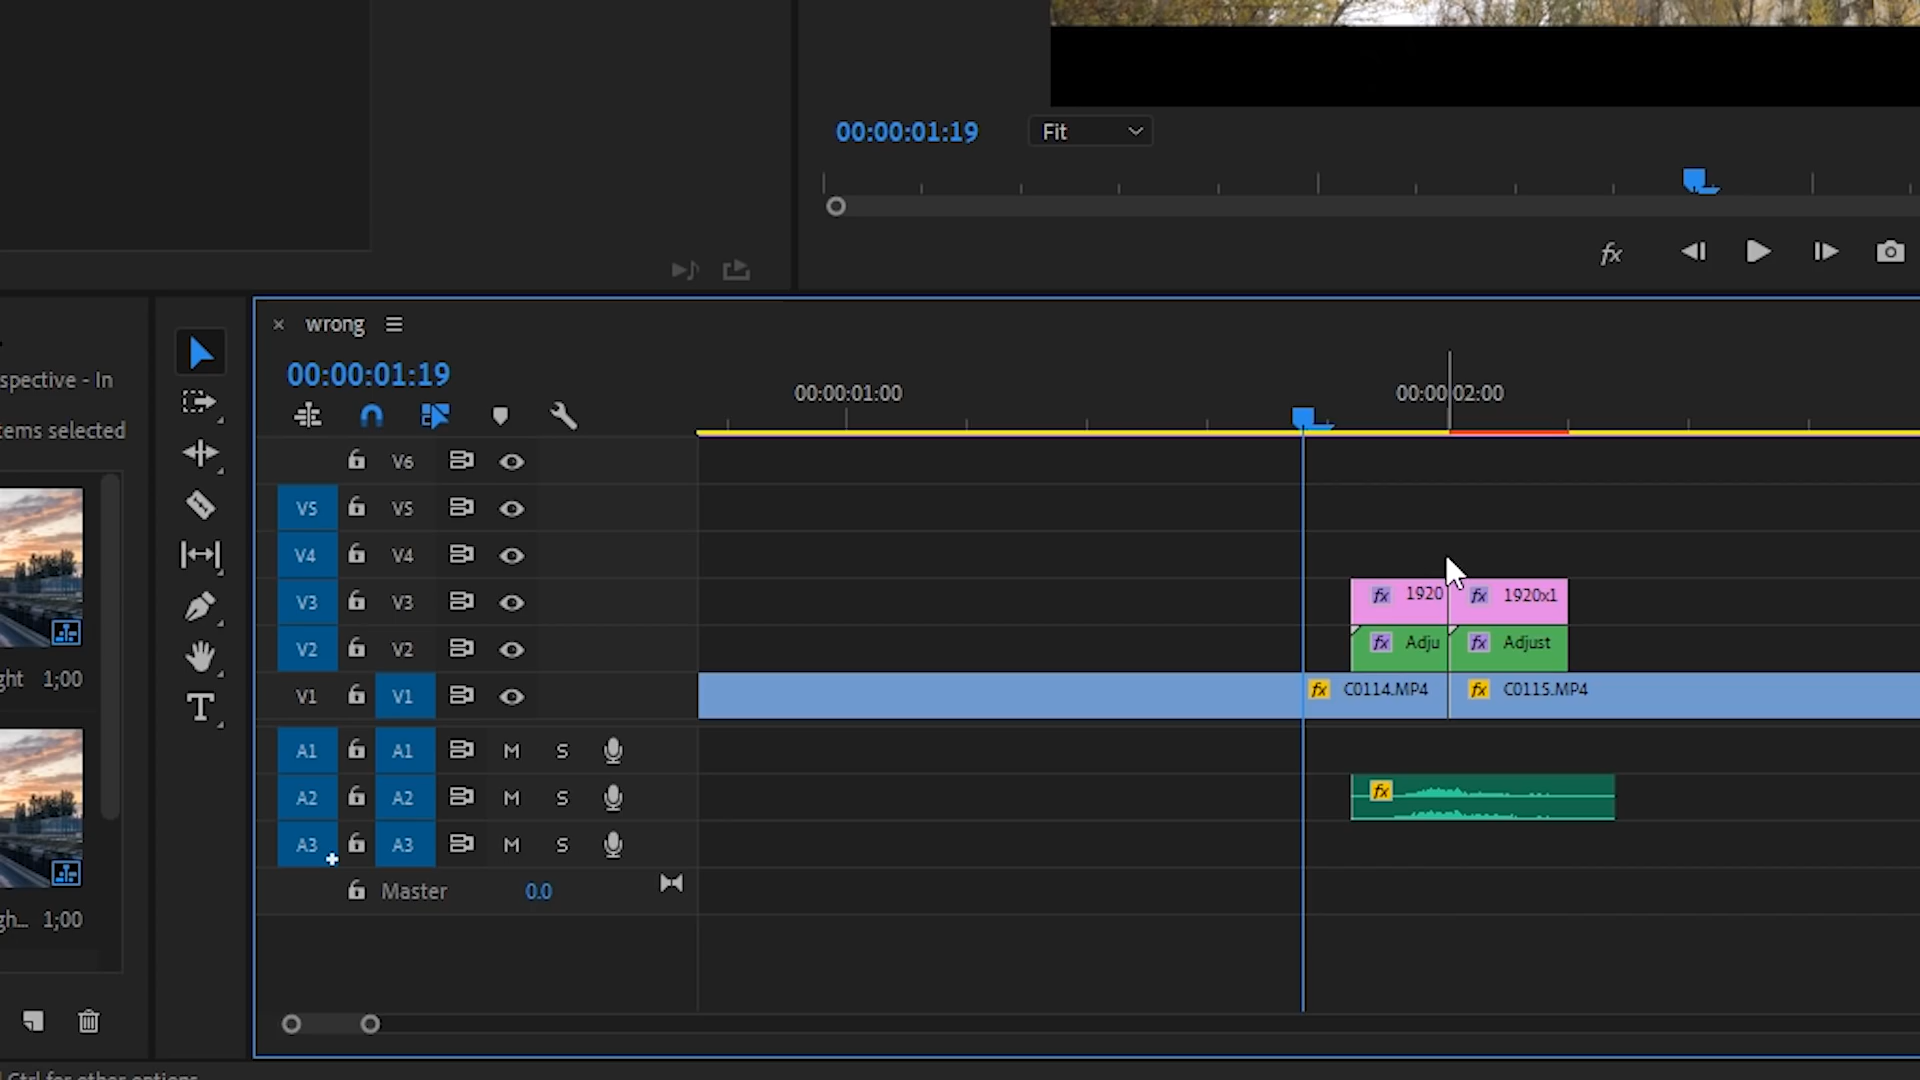 00:00:01:19
Fit
fx
× wrong
spective - In
00:00:01:19
ems selected
00:00:01:00
00:00:02:00
V6
V5 V5
V4 V4
V3 V3
fx 1920
fx 1920x1
V2 V2
fx Adju
fx Adjust
ght 1;00
V1 V1
fx C0114.MP4
fx C0115.MP4
T
A1 A1 M S
A2 A2 M S
fx
A3 A3 M S
Master 0.0
gh... 1;00
Ctrl for other options